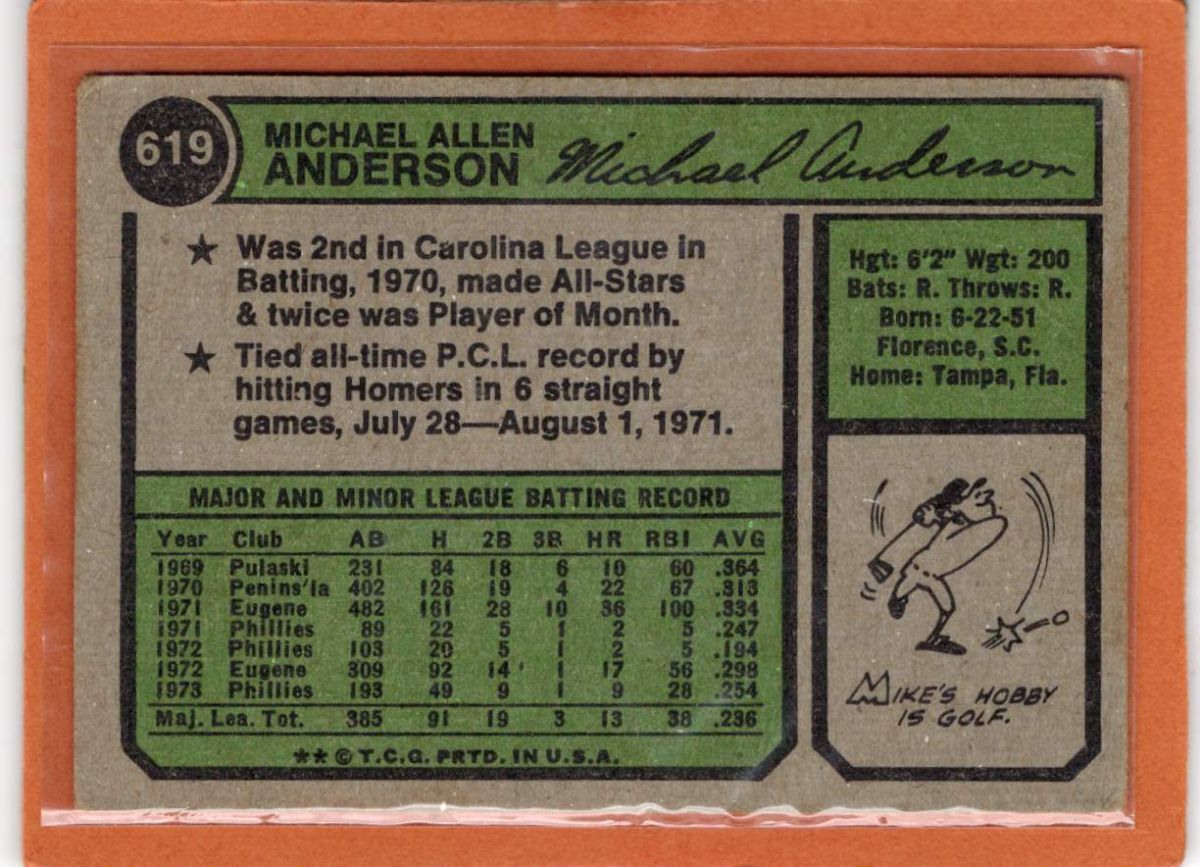 619
MICHAEL ALLEN
ANDERSON
Michael Anderson
★ Was 2nd in Carolina League in
Batting, 1970, made All-Stars
& twice was Player of Month.
★ Tied all-time P.C.L. record by
hitting Homers in 6 straight
games, July 28—August 1, 1971.
Hgt: 6'2" Wgt: 200
Bats: R. Throws: R.
Born: 6-22-51
Florence, S.C.
Home: Tampa, Fla.
MAJOR AND MINOR LEAGUE BATTING RECORD
Year Club AB H 2B 3B HR RBI AVG
1969 Pulaski 231 84 18 6 10 60 .364
1970 Penins'la 402 126 19 4 22 67 .313
1971 Eugene 482 161 28 10 36 100 .334
1971 Phillies 89 22 5 1 2 5 .247
1972 Phillies 103 20 5 1 2 5 .194
1972 Eugene 309 92 14 1 17 56 .298
1973 Phillies 193 49 9 1 9 28 .254
Maj. Lea. Tot. 385 91 19 3 13 38 .236
** © T.C.G. PRTD. IN U.S.A.
MIKE'S HOBBY
IS GOLF.